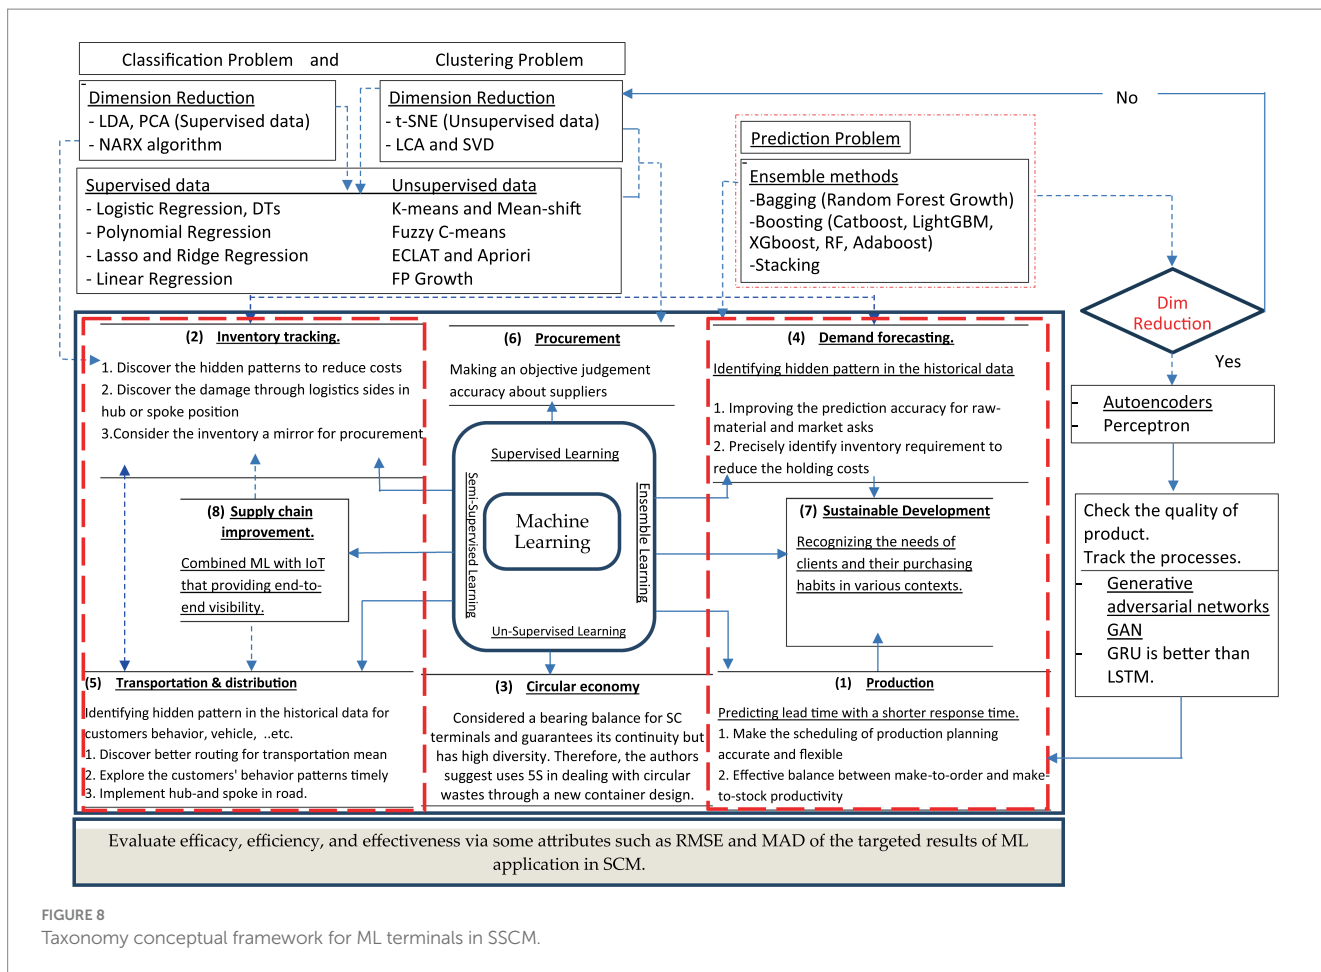 Classification Problem and Clustering Problem
Dimension Reduction
- LDA, PCA (Supervised data)
- NARX algorithm
Dimension Reduction
- t-SNE (Unsupervised data)
- LCA and SVD
Supervised data
- Logistic Regression, DTs
- Polynomial Regression
- Lasso and Ridge Regression
- Linear Regression
Unsupervised data
K-means and Mean-shift
Fuzzy C-means
ECLAT and Apriori
FP Growth
Prediction Problem
Ensemble methods
-Bagging (Random Forest Growth)
-Boosting (Catboost, LightGBM,
XGboost, RF, Adaboost)
-Stacking
No
Dim
Reduction
Yes
- Autoencoders
- Perceptron
Check the quality of
product.
Track the processes.
- Generative
adversarial networks
GAN
- GRU is better than
LSTM.
(2) Inventory tracking.
1. Discover the hidden patterns to reduce costs
2. Discover the damage through logistics sides in
hub or spoke position
3.Consider the inventory a mirror for procurement
(6) Procurement
Making an objective judgement
accuracy about suppliers
(4) Demand forecasting.
Identifying hidden pattern in the historical data
1. Improving the prediction accuracy for raw-
material and market asks
2. Precisely identify inventory requirement to
reduce the holding costs
(8) Supply chain
improvement.
Combined ML with IoT
that providing end-to-
end visibility.
Supervised Learning
Semi-Supervised Learning
Machine
Learning
Ensemble Learning
Un-Supervised Learning
(7) Sustainable Development
Recognizing the needs of
clients and their purchasing
habits in various contexts.
(5) Transportation & distribution
Identifying hidden pattern in the historical data for
customers behavior, vehicle, ..etc.
1. Discover better routing for transportation mean
2. Explore the customers' behavior patterns timely
3. Implement hub-and spoke in road.
(3) Circular economy
Considered a bearing balance for SC
terminals and guarantees its continuity but
has high diversity. Therefore, the authors
suggest uses 5S in dealing with circular
wastes through a new container design.
(1) Production
Predicting lead time with a shorter response time.
1. Make the scheduling of production planning
accurate and flexible
2. Effective balance between make-to-order and make-
to-stock productivity
Evaluate efficacy, efficiency, and effectiveness via some attributes such as RMSE and MAD of the targeted results of ML
application in SCM.
FIGURE 8
Taxonomy conceptual framework for ML terminals in SSCM.